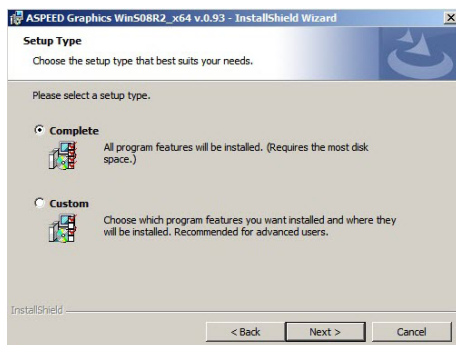 ASPEED Graphics WinS08R2_x64 v.0.93 - InstallShield Wizard
Setup Type
Choose the setup type that best suits your needs.
Please select a setup type.
Complete
All program features will be installed. (Requires the most disk
space.)
Custom
Choose which program features you want installed and where they
will be installed. Recommended for advanced users.
InstallShield
< Back Next > Cancel